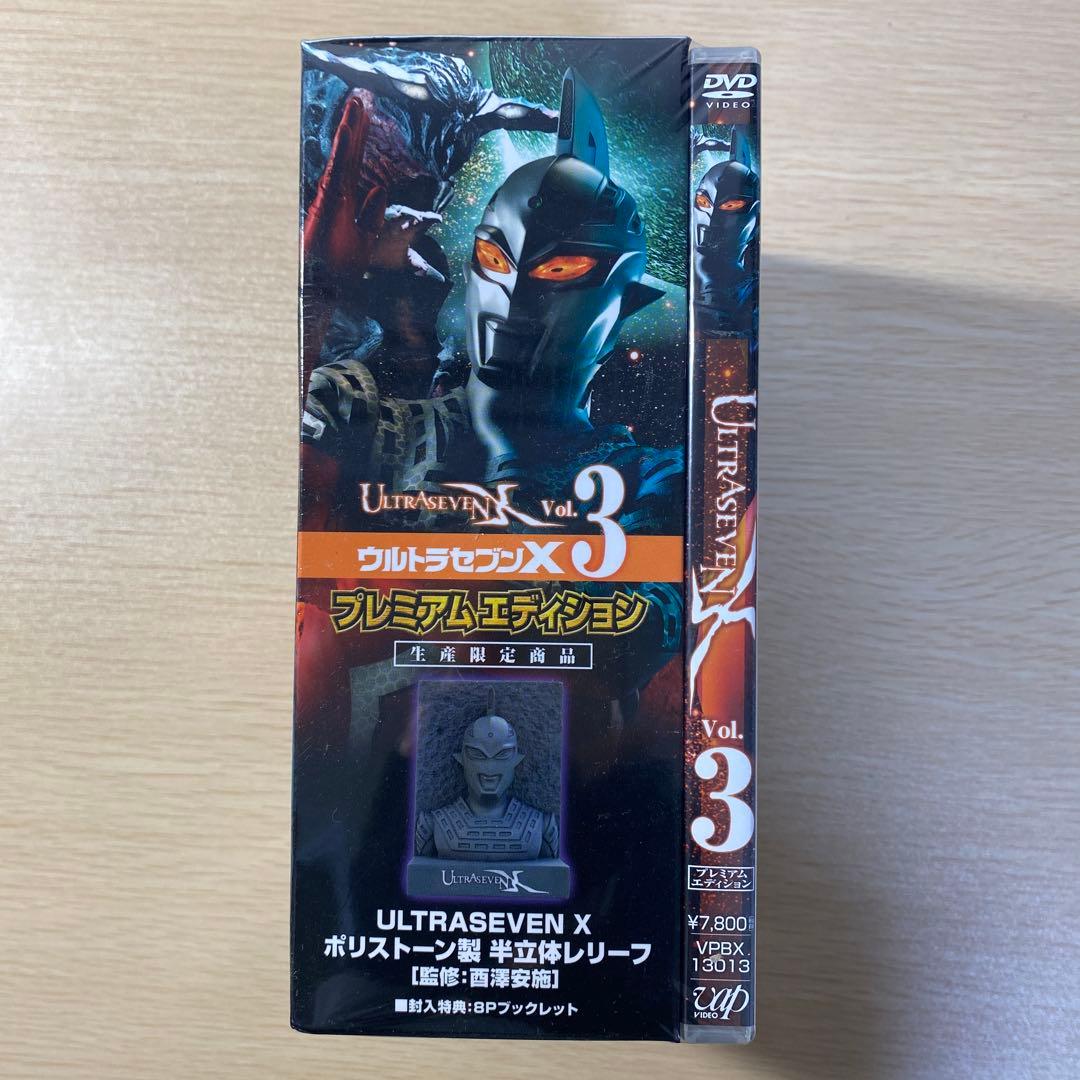 ULTRASEVEN X Vol. 3
ウルトラセブンX
プレミアム エディション
生産限定商品
ULTRASEVEN X
ULTRASEVEN X
ポリストーン製 半立体レリーフ
[監修:酉澤安施]
■封入特典:8Pブックレット
DVD
VIDEO
ULTRASEVEN X
Vol.
3
プレミアム
エディション
¥7,800
VPBX
13013
vap
VIDEO